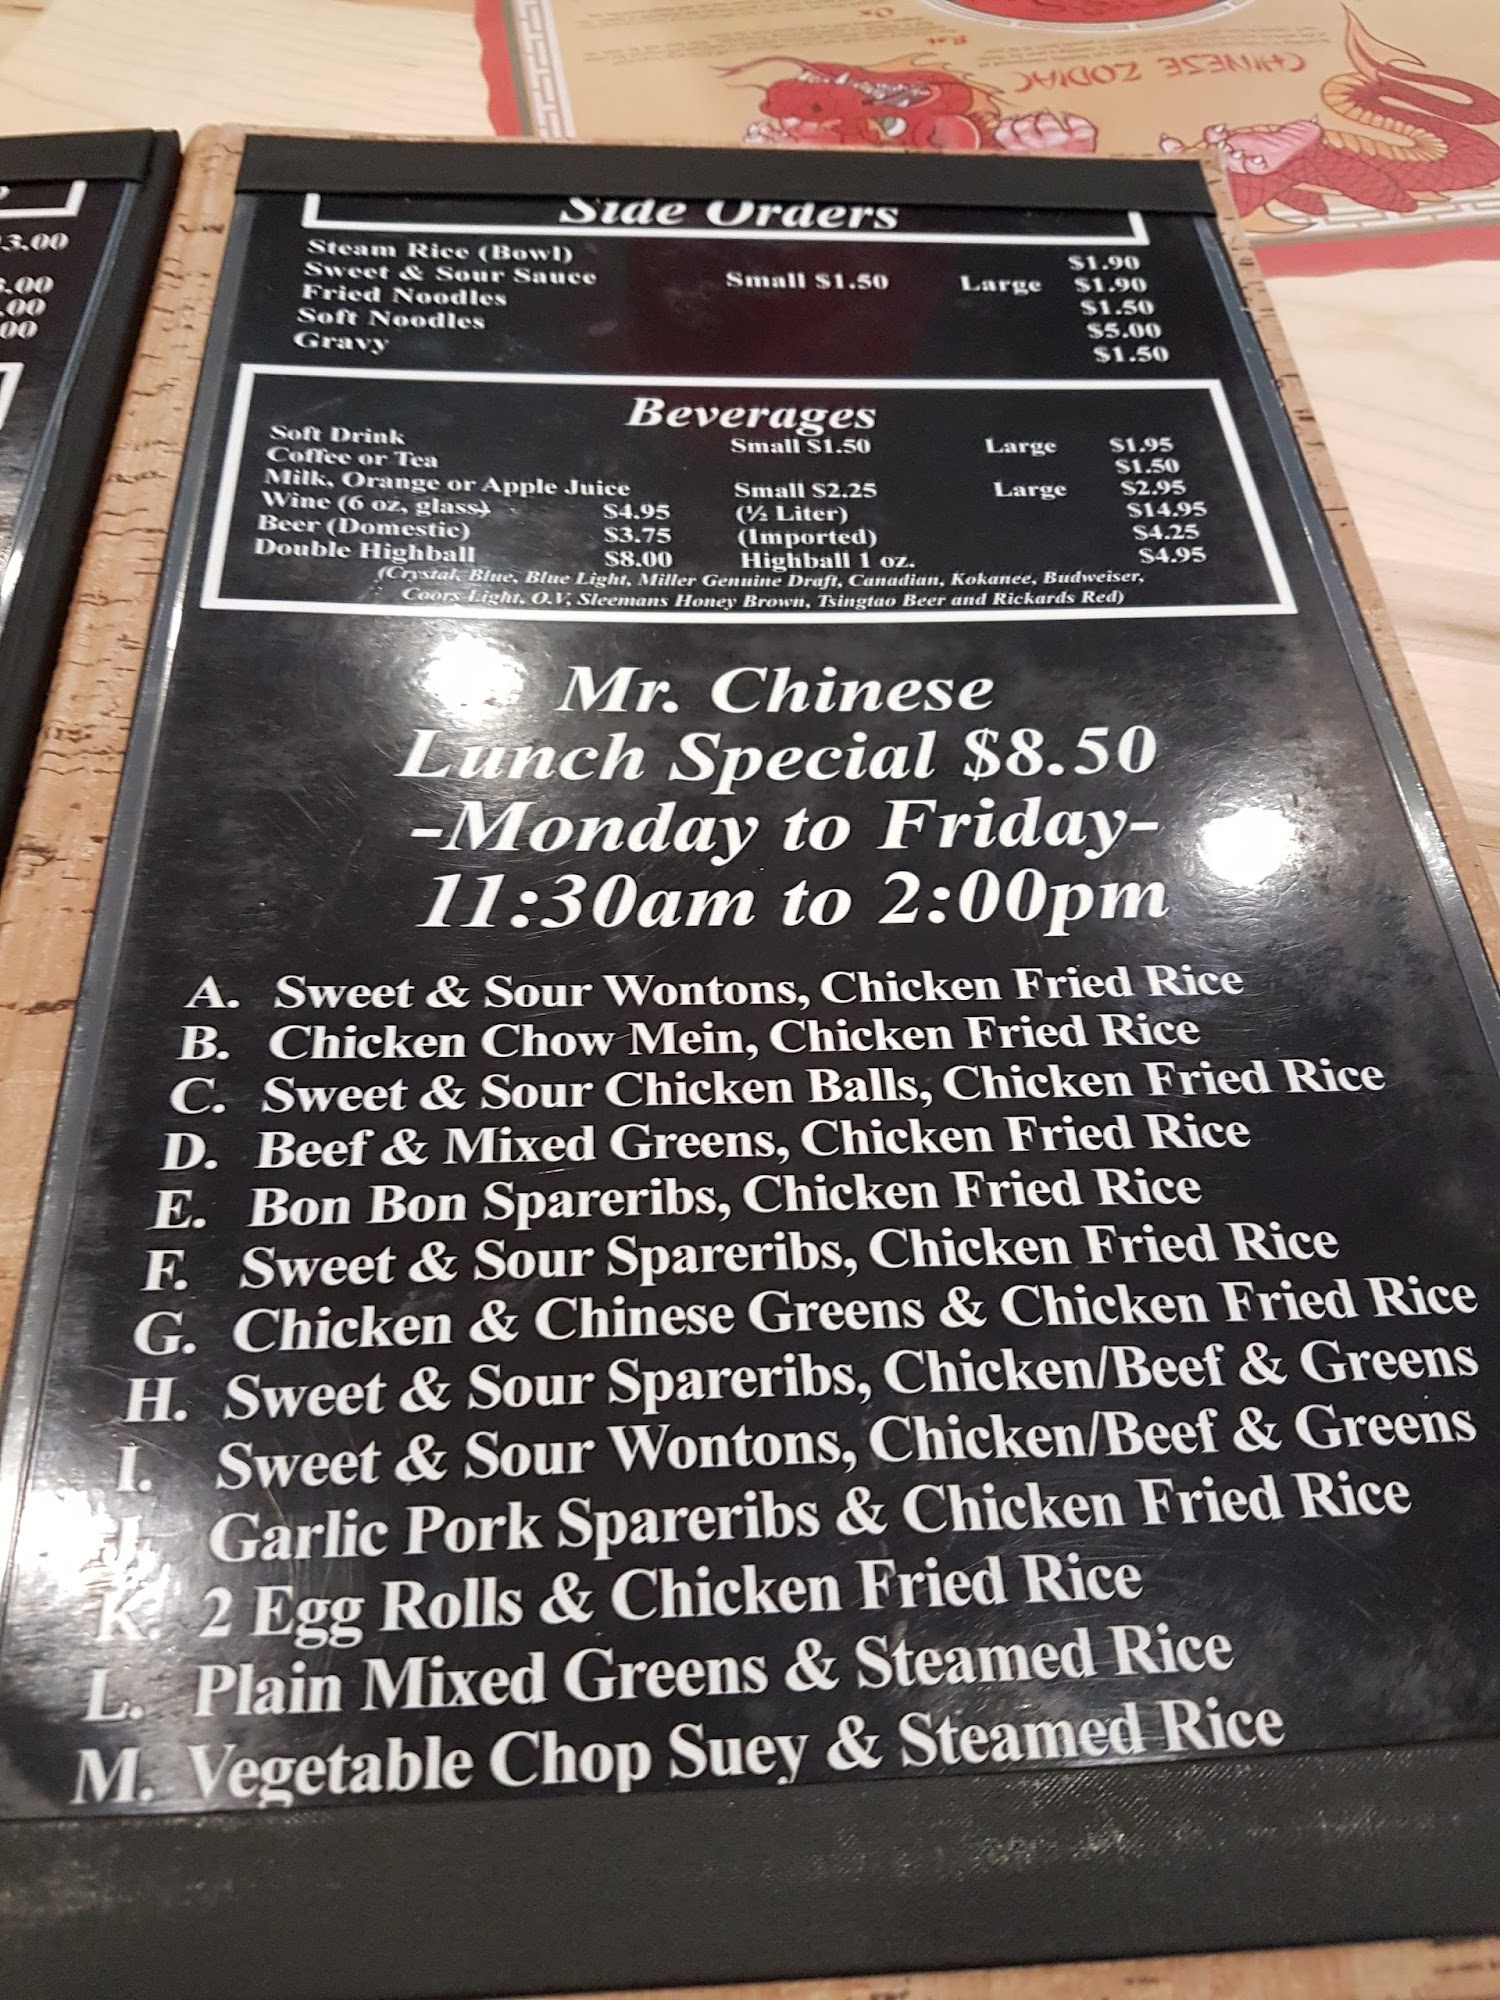 CHINESE ZODIAC
Rat
Ox
3.00
.00
.00
.00
Side Orders
Steam Rice (Bowl) $1.90
Sweet & Sour Sauce Small $1.50 Large $1.90
Fried Noodles $1.50
Soft Noodles $5.00
Gravy $1.50
Beverages
Soft Drink Small $1.50 Large $1.95
Coffee or Tea $1.50
Milk, Orange or Apple Juice Small $2.25 Large $2.95
Wine (6 oz, glass) $4.95 (½ Liter) $14.95
Beer (Domestic) $3.75 (Imported) $4.25
Double Highball $8.00 Highball 1 oz. $4.95
(Crystal, Blue, Blue Light, Miller Genuine Draft, Canadian, Kokanee, Budweiser,
Coors Light, O.V, Sleemans Honey Brown, Tsingtao Beer and Rickards Red)
Mr. Chinese
Lunch Special $8.50
-Monday to Friday-
11:30am to 2:00pm
A. Sweet & Sour Wontons, Chicken Fried Rice
B. Chicken Chow Mein, Chicken Fried Rice
C. Sweet & Sour Chicken Balls, Chicken Fried Rice
D. Beef & Mixed Greens, Chicken Fried Rice
E. Bon Bon Spareribs, Chicken Fried Rice
F. Sweet & Sour Spareribs, Chicken Fried Rice
G. Chicken & Chinese Greens & Chicken Fried Rice
H. Sweet & Sour Spareribs, Chicken/Beef & Greens
I. Sweet & Sour Wontons, Chicken/Beef & Greens
J. Garlic Pork Spareribs & Chicken Fried Rice
K. 2 Egg Rolls & Chicken Fried Rice
L. Plain Mixed Greens & Steamed Rice
M. Vegetable Chop Suey & Steamed Rice